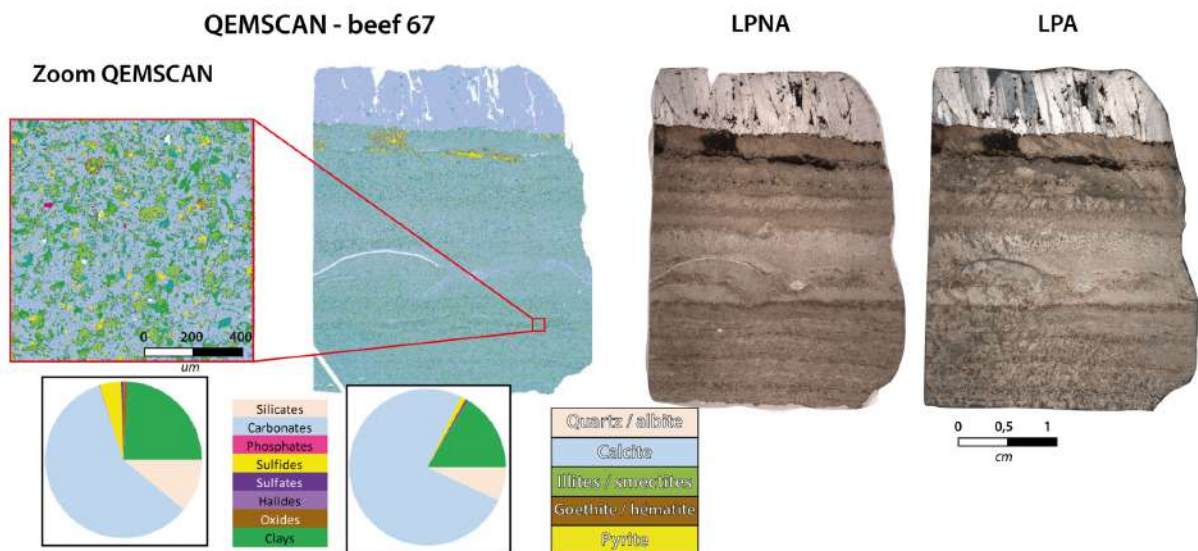 QEMSCAN - beef 67
LPNA
LPA
Zoom QEMSCAN
0 200 400
um
Silicates
Carbonates
Phosphates
Sulfides
Sulfates
Halides
Oxides
Clays
Quartz / albite
Calcite
Illites / smectites
Goethite / hématite
Pyrite
0 0,5 1
cm